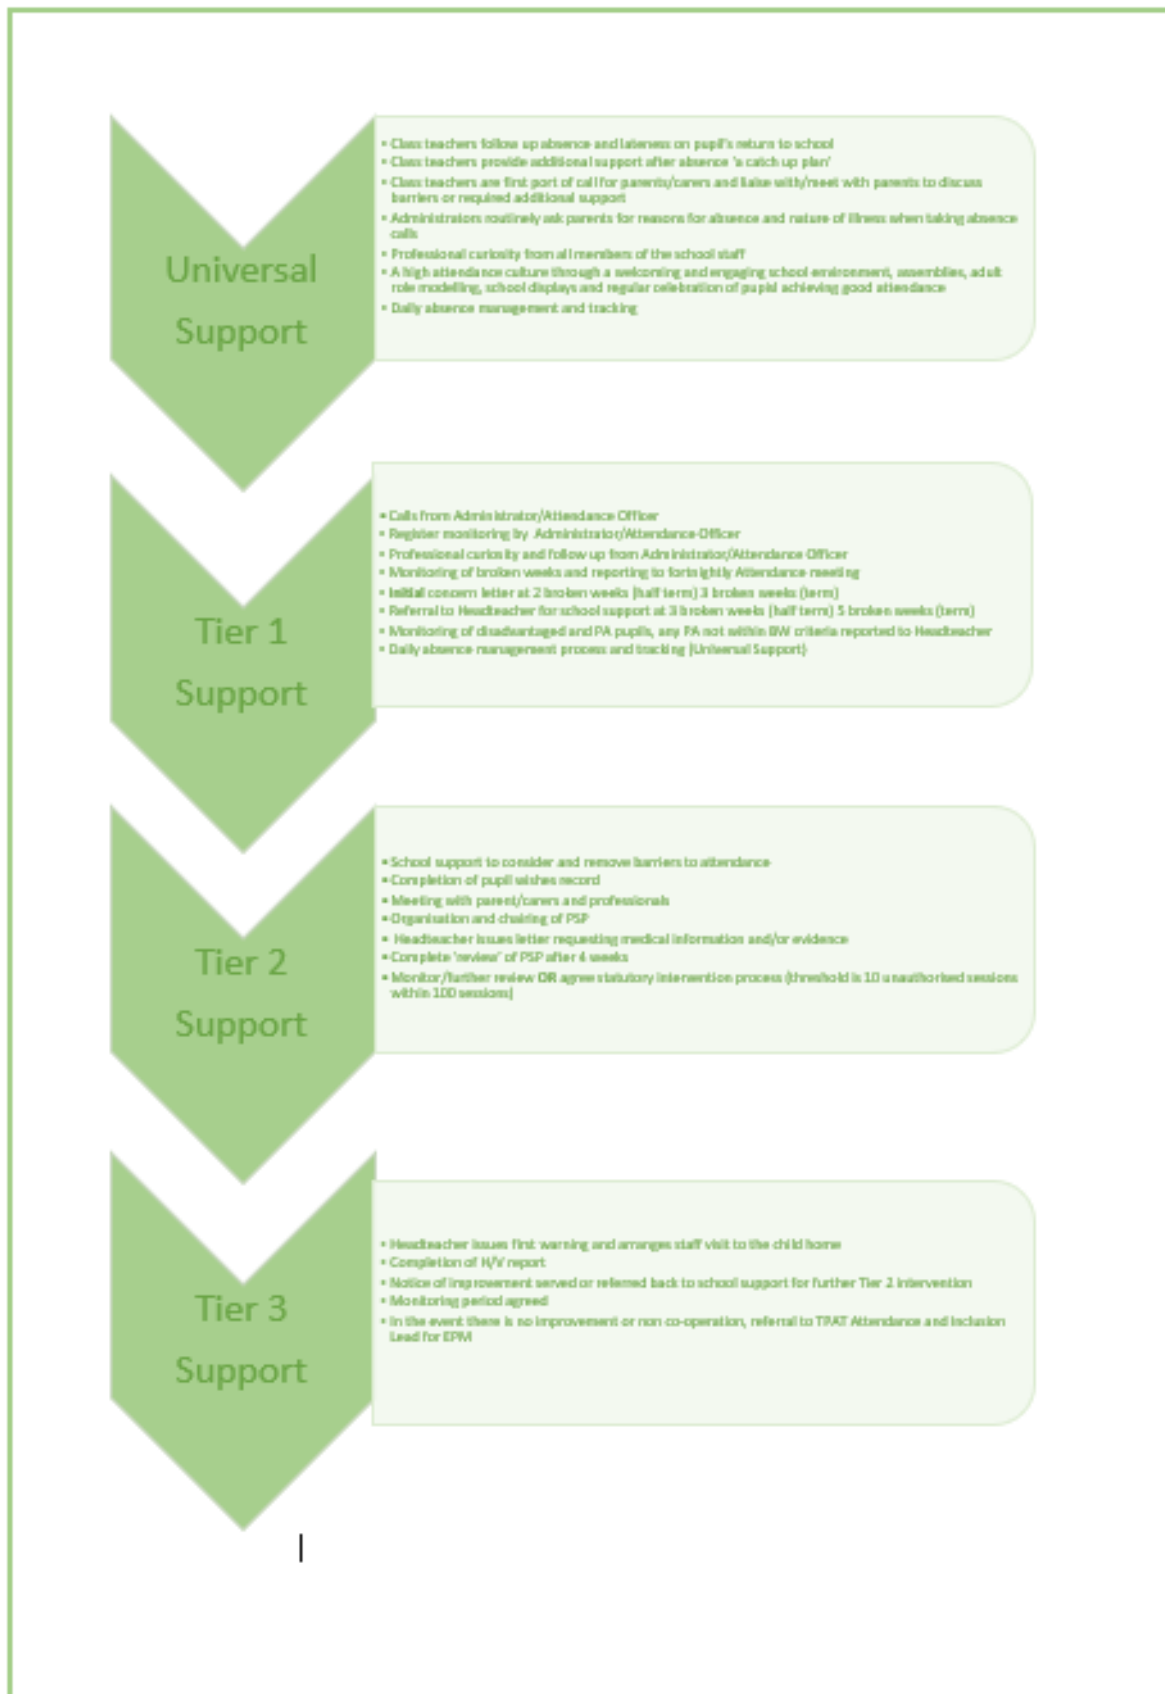 Universal
Support
▪ Class teachers follow up absence and lateness on pupil's return to school
▪ Class teachers provide additional support after absence 'a catch up plan'
▪ Class teachers are first port of call for parents/carers and liaise with/meet with parents to discuss
barriers or required additional support
▪ Administrators routinely ask parents for reasons for absence and nature of illness when taking absence
calls
▪ Professional curiosity from all members of the school staff
▪ A high attendance culture through a welcoming and engaging school environment, assemblies, adult
role modelling, school displays and regular celebration of pupisl achieving good attendance
▪ Daily absence management and tracking
Tier 1
Support
▪ Calls from Administrator/Attendance Officer
▪ Register monitoring by Administrator/Attendance Officer
▪ Professional curiosity and follow up from Administrator/Attendance Officer
▪ Monitoring of broken weeks and reporting to fortnightly Attendance meeting
▪ Initial concern letter at 2 broken weeks (half term) 3 broken weeks (term)
▪ Referral to Headteacher for school support at 3 broken weeks (half term) 5 broken weeks (term)
▪ Monitoring of disadvantaged and PA pupils, any PA not within BW criteria reported to Headteacher
▪ Daily absence management process and tracking (Universal Support)
Tier 2
Support
▪ School support to consider and remove barriers to attendance
▪ Completion of pupil wishes record
▪ Meeting with parent/carers and professionals
▪ Organisation and chairing of PSP
▪ Headteacher issues letter requesting medical information and/or evidence
▪ Complete 'review' of PSP after 4 weeks
▪ Monitor/further review OR agree statutory intervention process (threshold is 10 unauthorised sessions
within 100 sessions)
Tier 3
Support
▪ Headteacher issues first warning and arranges staff visit to the child home
▪ Completion of H/V report
▪ Notice of improvement served or referred back to school support for further Tier 2 intervention
▪ Monitoring period agreed
▪ In the event there is no improvement or non co-operation, referral to TPAT Attendance and Inclusion
Lead for EPM